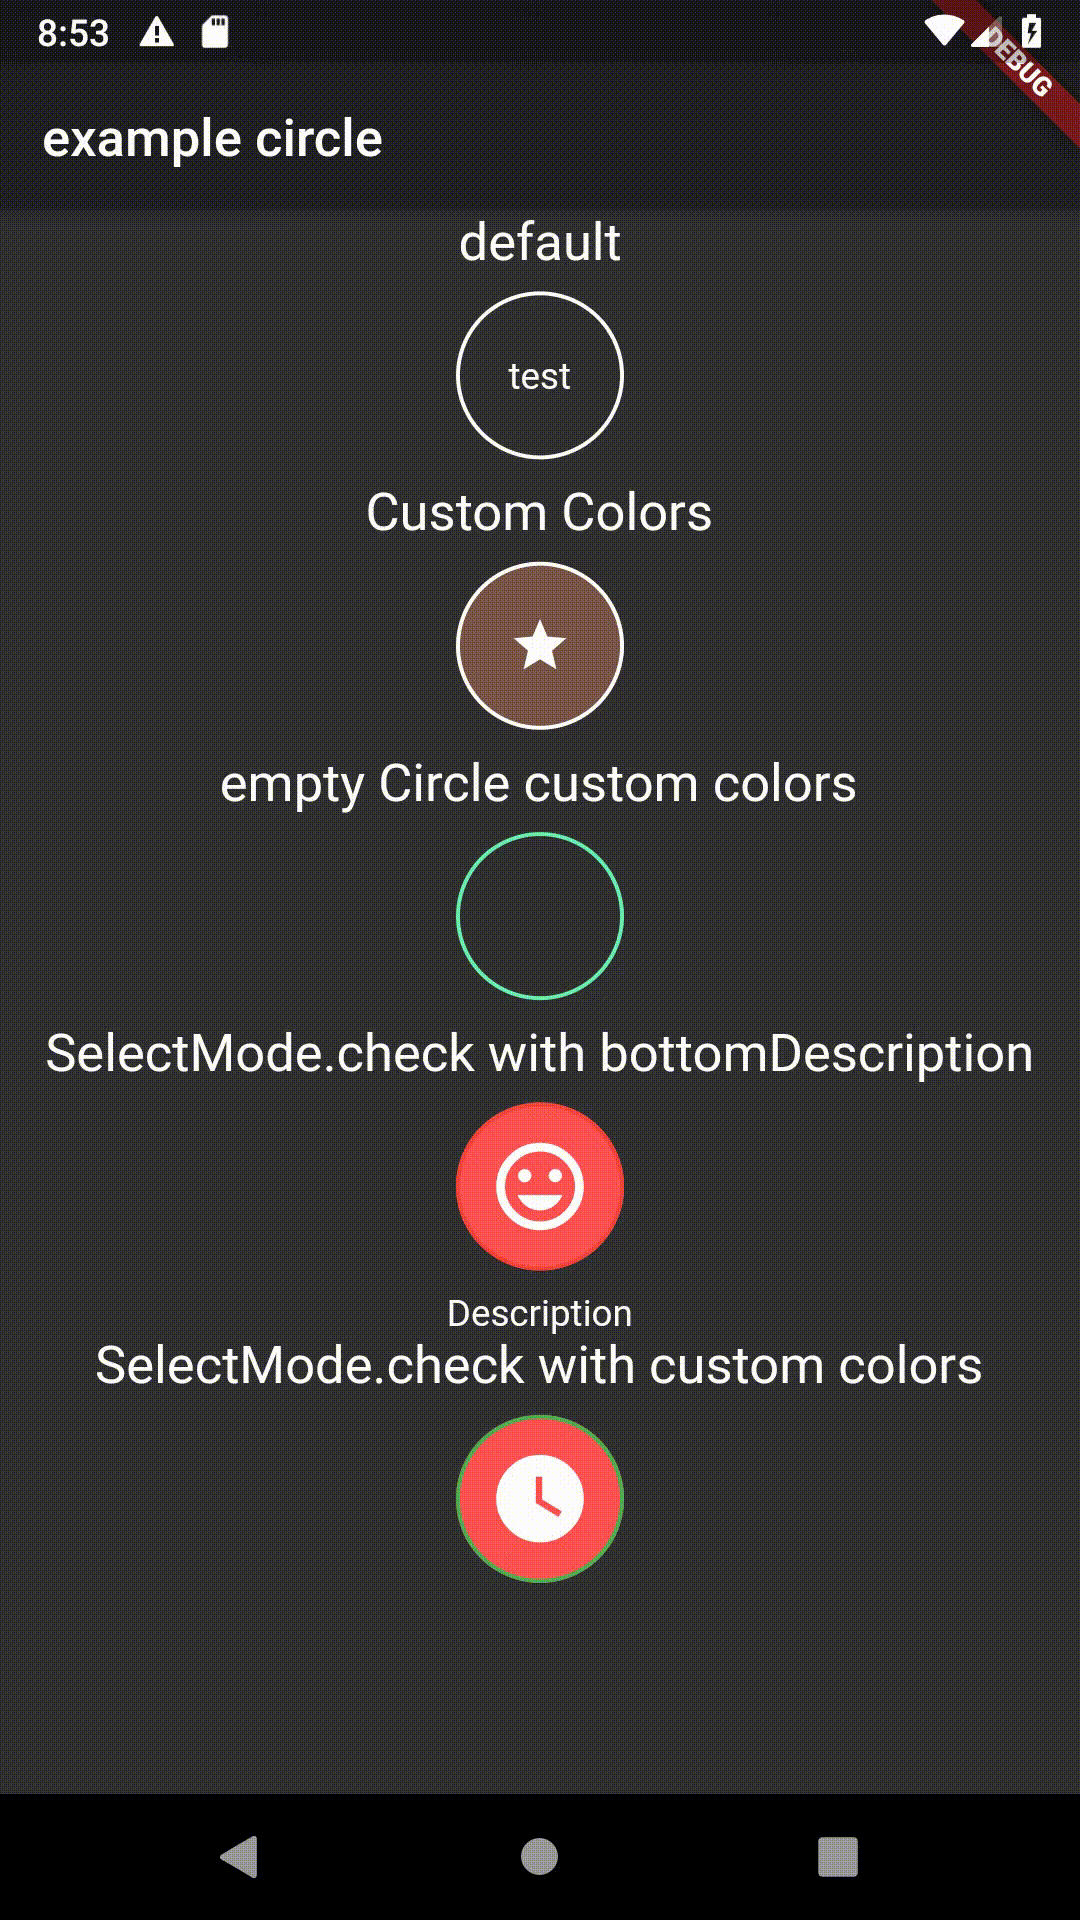 8:53
DEBUG
example circle
default
test
Custom Colors
empty Circle custom colors
SelectMode.check with bottomDescription
Description
SelectMode.check with custom colors